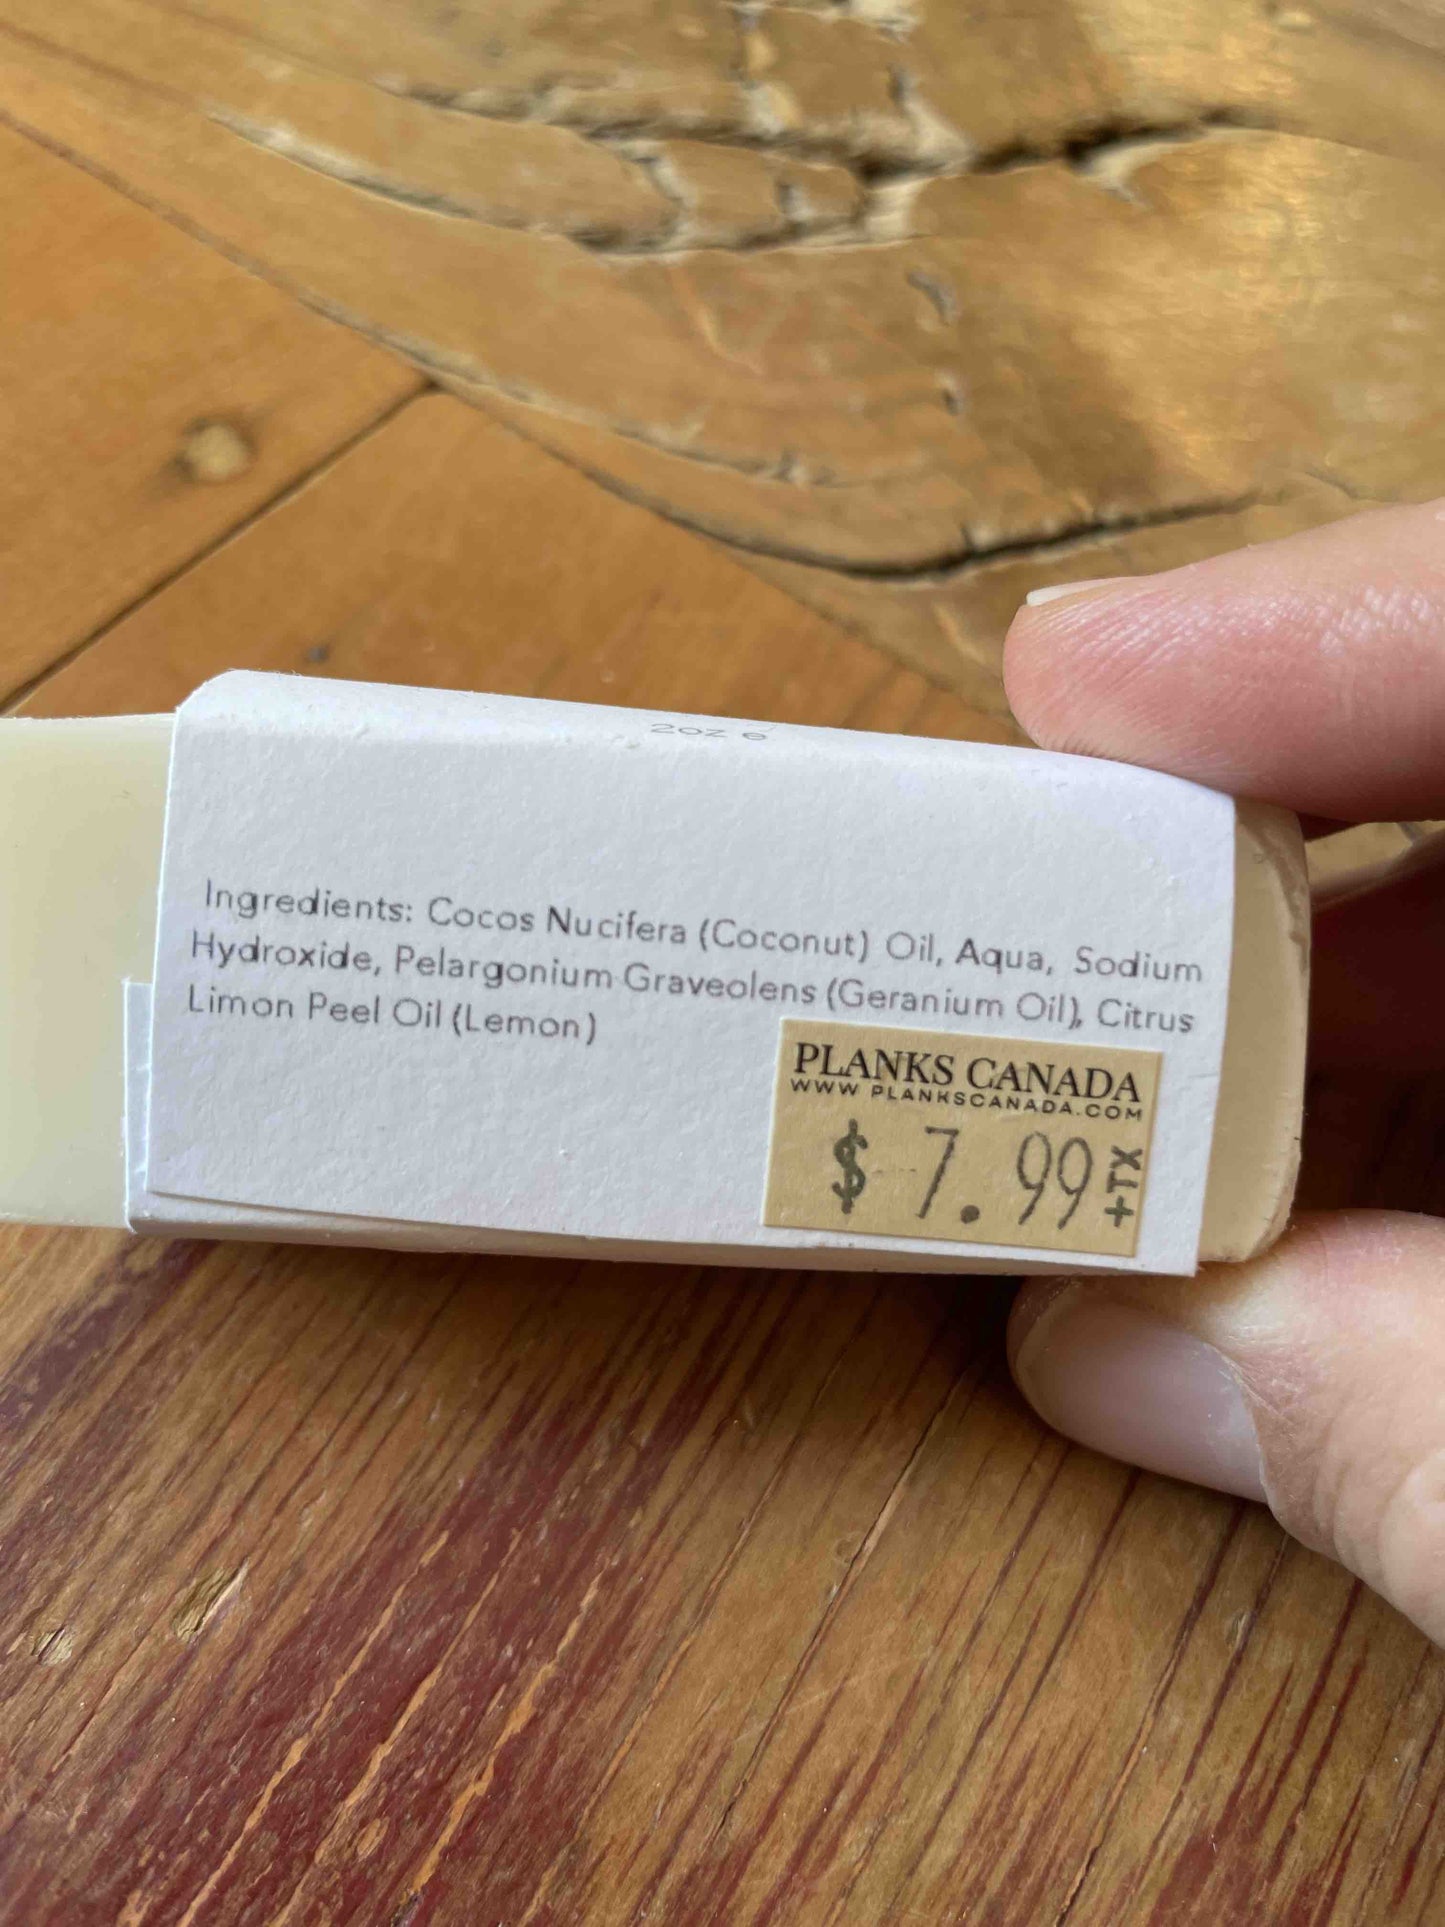 2oz e
Ingredients: Cocos Nucifera (Coconut) Oil, Aqua, Sodium
Hydroxide, Pelargonium Graveolens (Geranium Oil), Citrus
Limon Peel Oil (Lemon)
PLANKS CANADA
WWW PLANKSCANADA.COM
$ 7.99 +TX